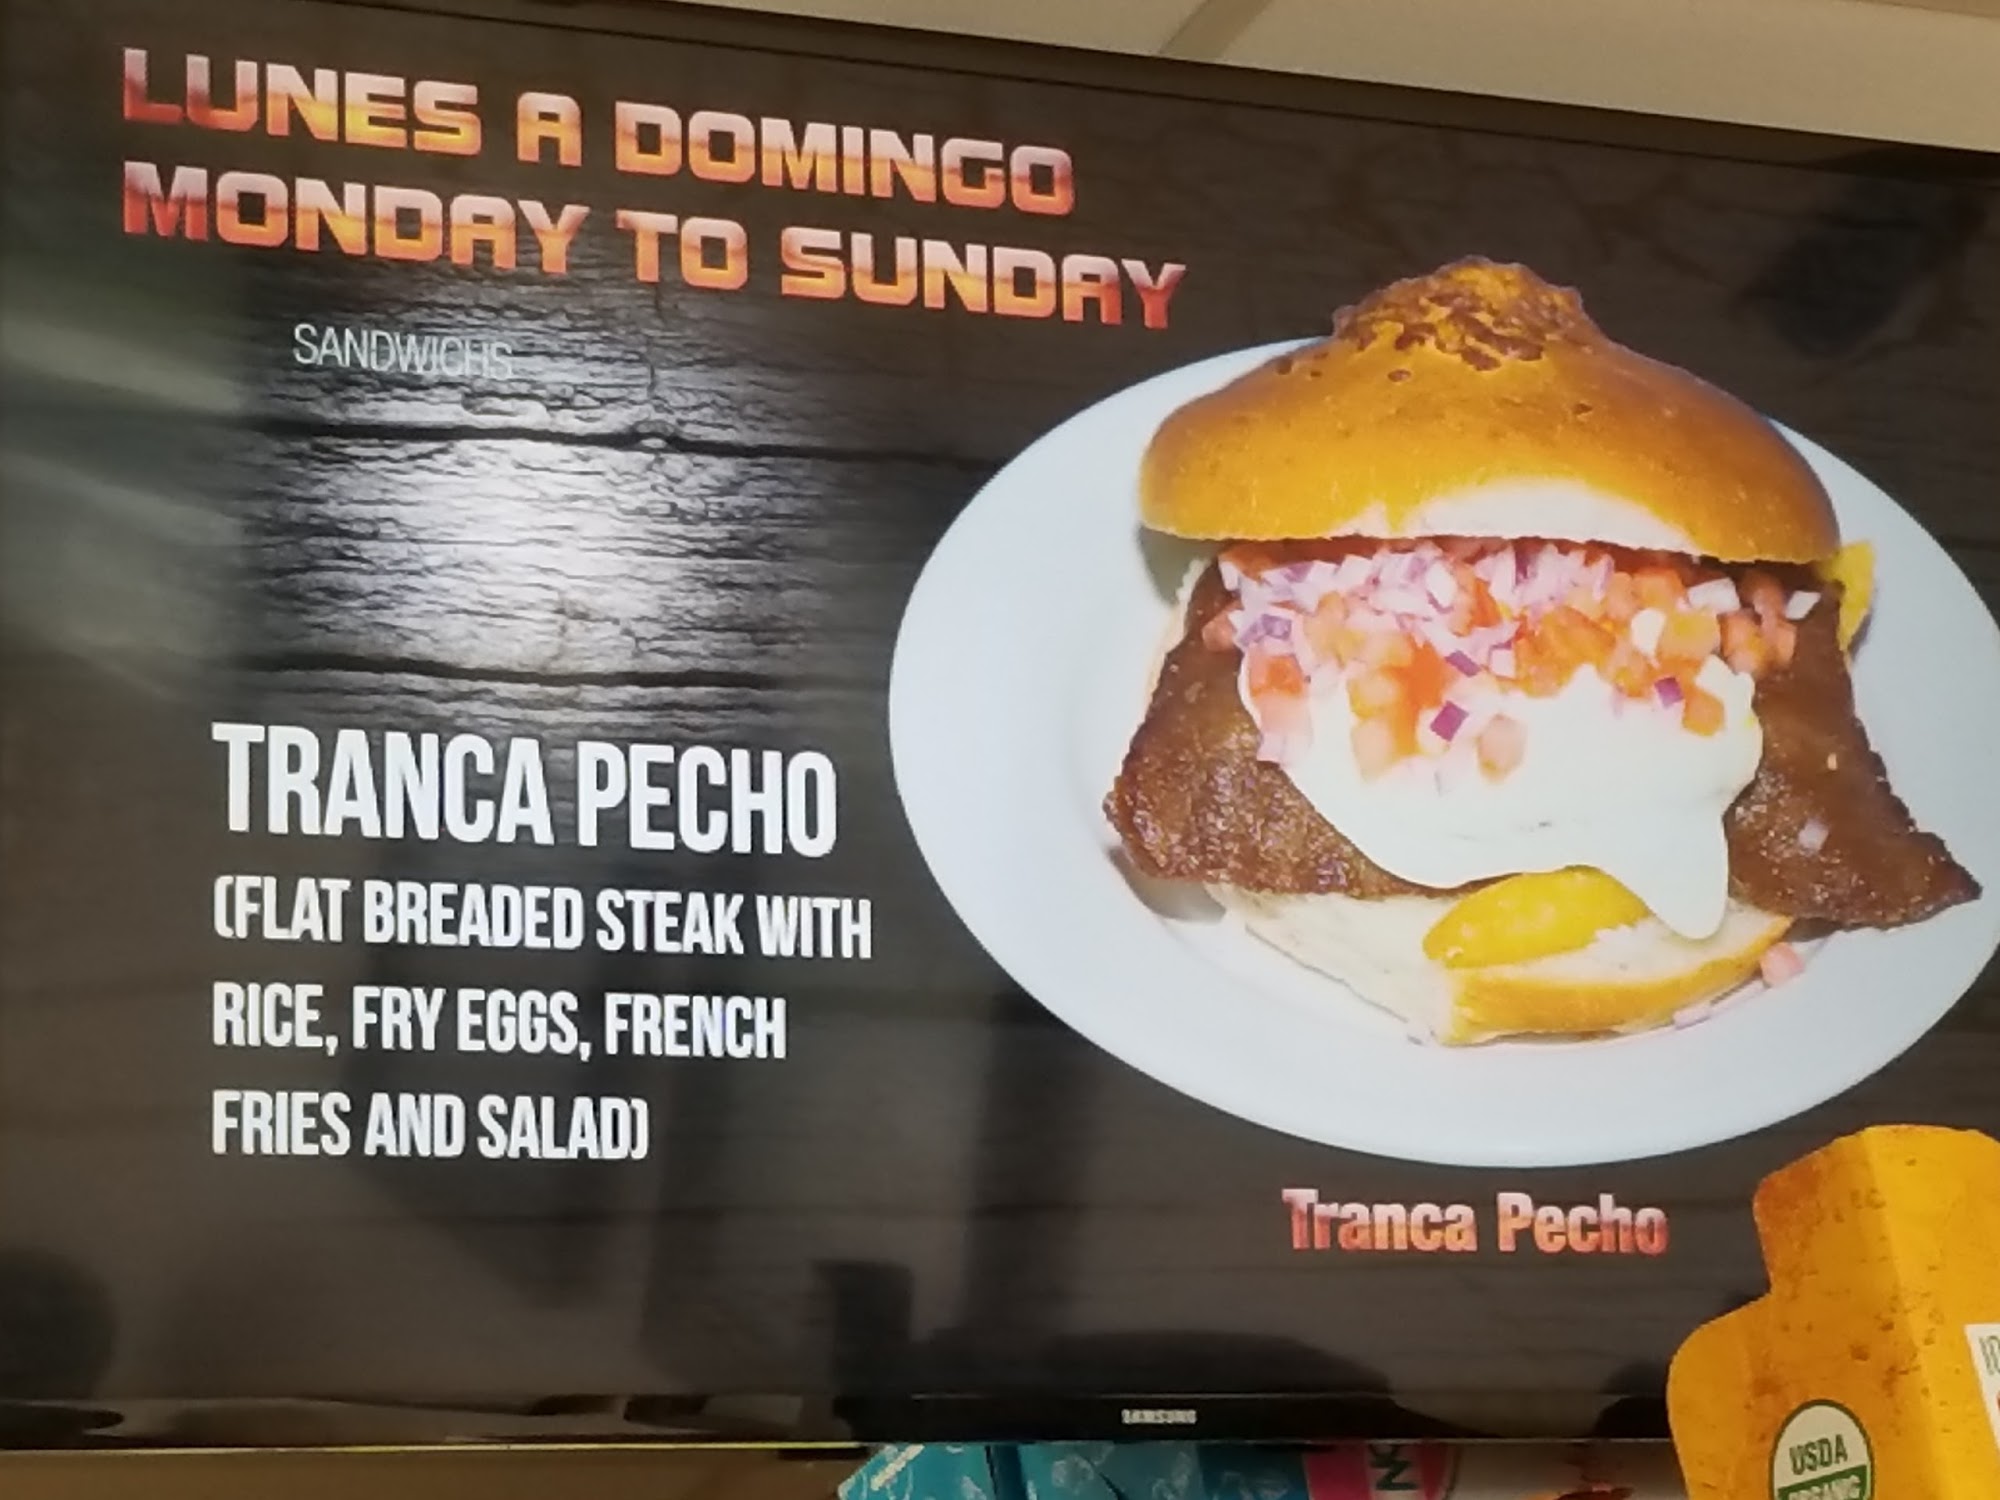 LUNES A DOMINGO
MONDAY TO SUNDAY
SANDWICHS
TRANCA PECHO
(FLAT BREADED STEAK WITH
RICE, FRY EGGS, FRENCH
FRIES AND SALAD)
Tranca Pecho
SAMSUNG
USDA
ORGANIC